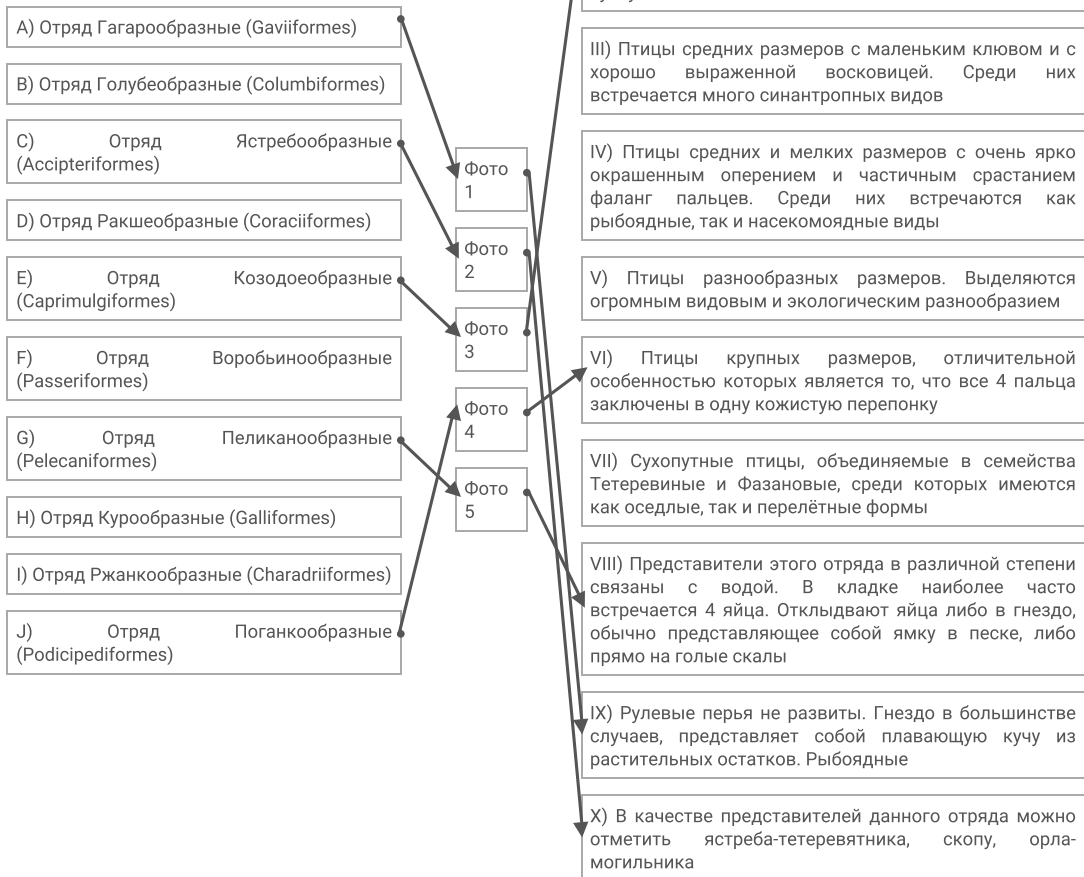 A) Отряд Гагарообразные (Gaviiformes)
B) Отряд Голубеобразные (Columbiformes)
C) Отряд Ястребообразные
(Accipiteriformes)
D) Отряд Ракшеобразные (Coraciiformes)
E) Отряд Козодоеобразные
(Caprimulgiformes)
F) Отряд Воробьинообразные
(Passeriformes)
G) Отряд Пеликанообразные
(Pelecaniformes)
H) Отряд Курообразные (Galliformes)
I) Отряд Ржанкообразные (Charadriiformes)
J) Отряд Поганкообразные
(Podicipediformes)
Фото
1
Фото
2
Фото
3
Фото
4
Фото
5
III) Птицы средних размеров с маленьким клювом и с
хорошо выраженной восковицей. Среди них
встречается много синантропных видов
IV) Птицы средних и мелких размеров с очень ярко
окрашенным оперением и частичным срастанием
фаланг пальцев. Среди них встречаются как
рыбоядные, так и насекомоядные виды
V) Птицы разнообразных размеров. Выделяются
огромным видовым и экологическим разнообразием
VI) Птицы крупных размеров, отличительной
особенностью которых является то, что все 4 пальца
заключены в одну кожистую перепонку
VII) Сухопутные птицы, объединяемые в семейства
Тетеревиные и Фазановые, среди которых имеются
как оседлые, так и перелётные формы
VIII) Представители этого отряда в различной степени
связаны с водой. В кладке наиболее часто
встречается 4 яйца. Отклыдвают яйца либо в гнездо,
обычно представляющее собой ямку в песке, либо
прямо на голые скалы
IX) Рулевые перья не развиты. Гнездо в большинстве
случаев, представляет собой плавающую кучу из
растительных остатков. Рыбоядные
X) В качестве представителей данного отряда можно
отметить ястреба-тетеревятника, скопу, орла-
могильника